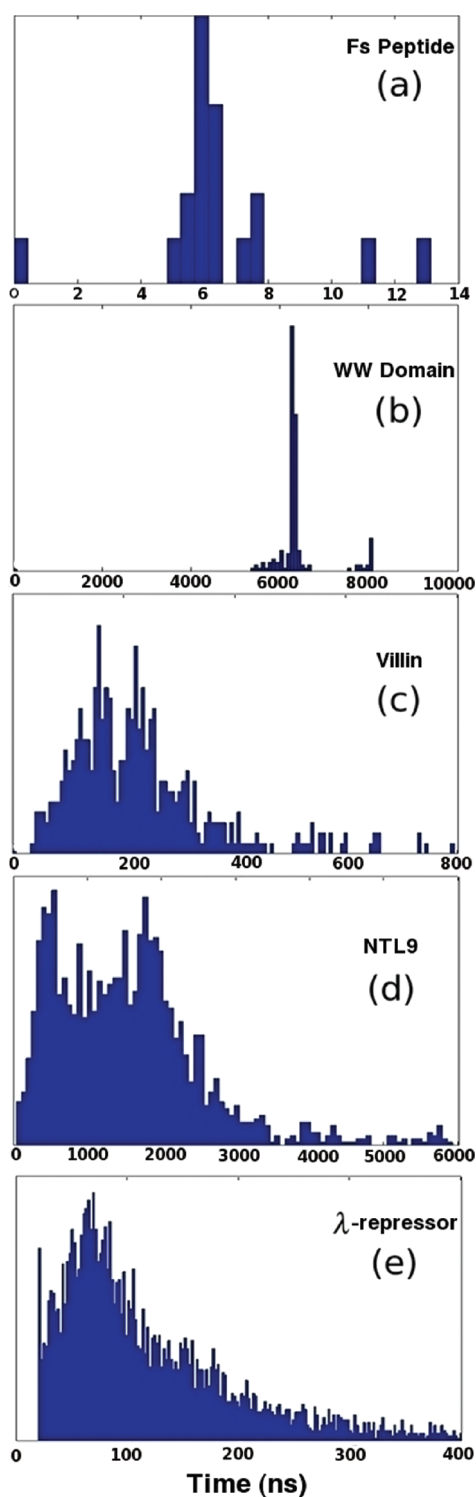 Fs Peptide
(a)
0 2 4 6 8 10 12 14
WW Domain
(b)
0 2000 4000 6000 8000 10000
Villin
(c)
0 200 400 600 800
NTL9
(d)
0 1000 2000 3000 4000 5000 6000
λ-repressor
(e)
0 100 200 300 400
Time (ns)